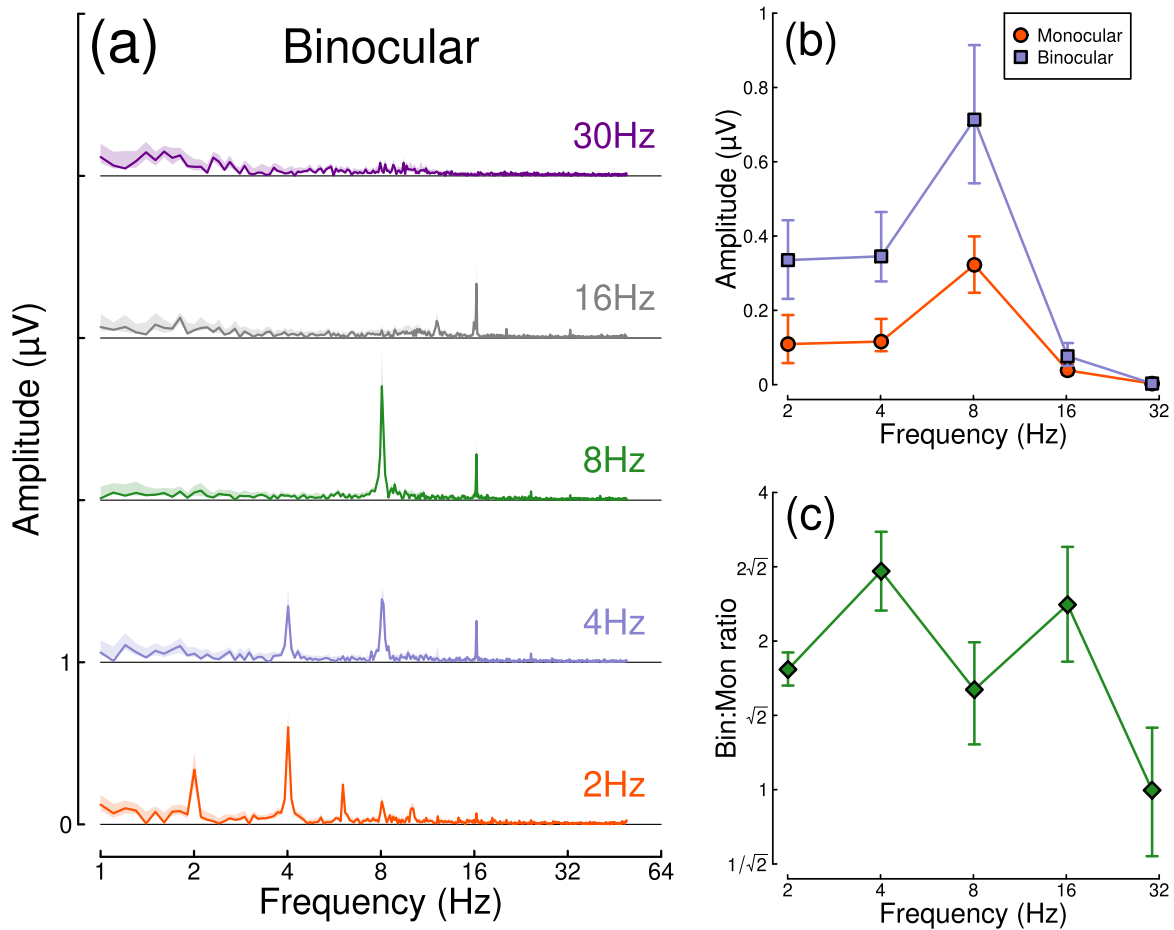 (a)
Binocular
30Hz
16Hz
8Hz
4Hz
2Hz
Amplitude (µV)
1
0
1 2 4 8 16 32 64
Frequency (Hz)
(b)
Monocular
Binocular
Amplitude (µV)
1
0.8
0.6
0.4
0.2
0
2 4 8 16 32
Frequency (Hz)
(c)
Bin:Mon ratio
4
2√2
2
√2
1
1/√2
2 4 8 16 32
Frequency (Hz)